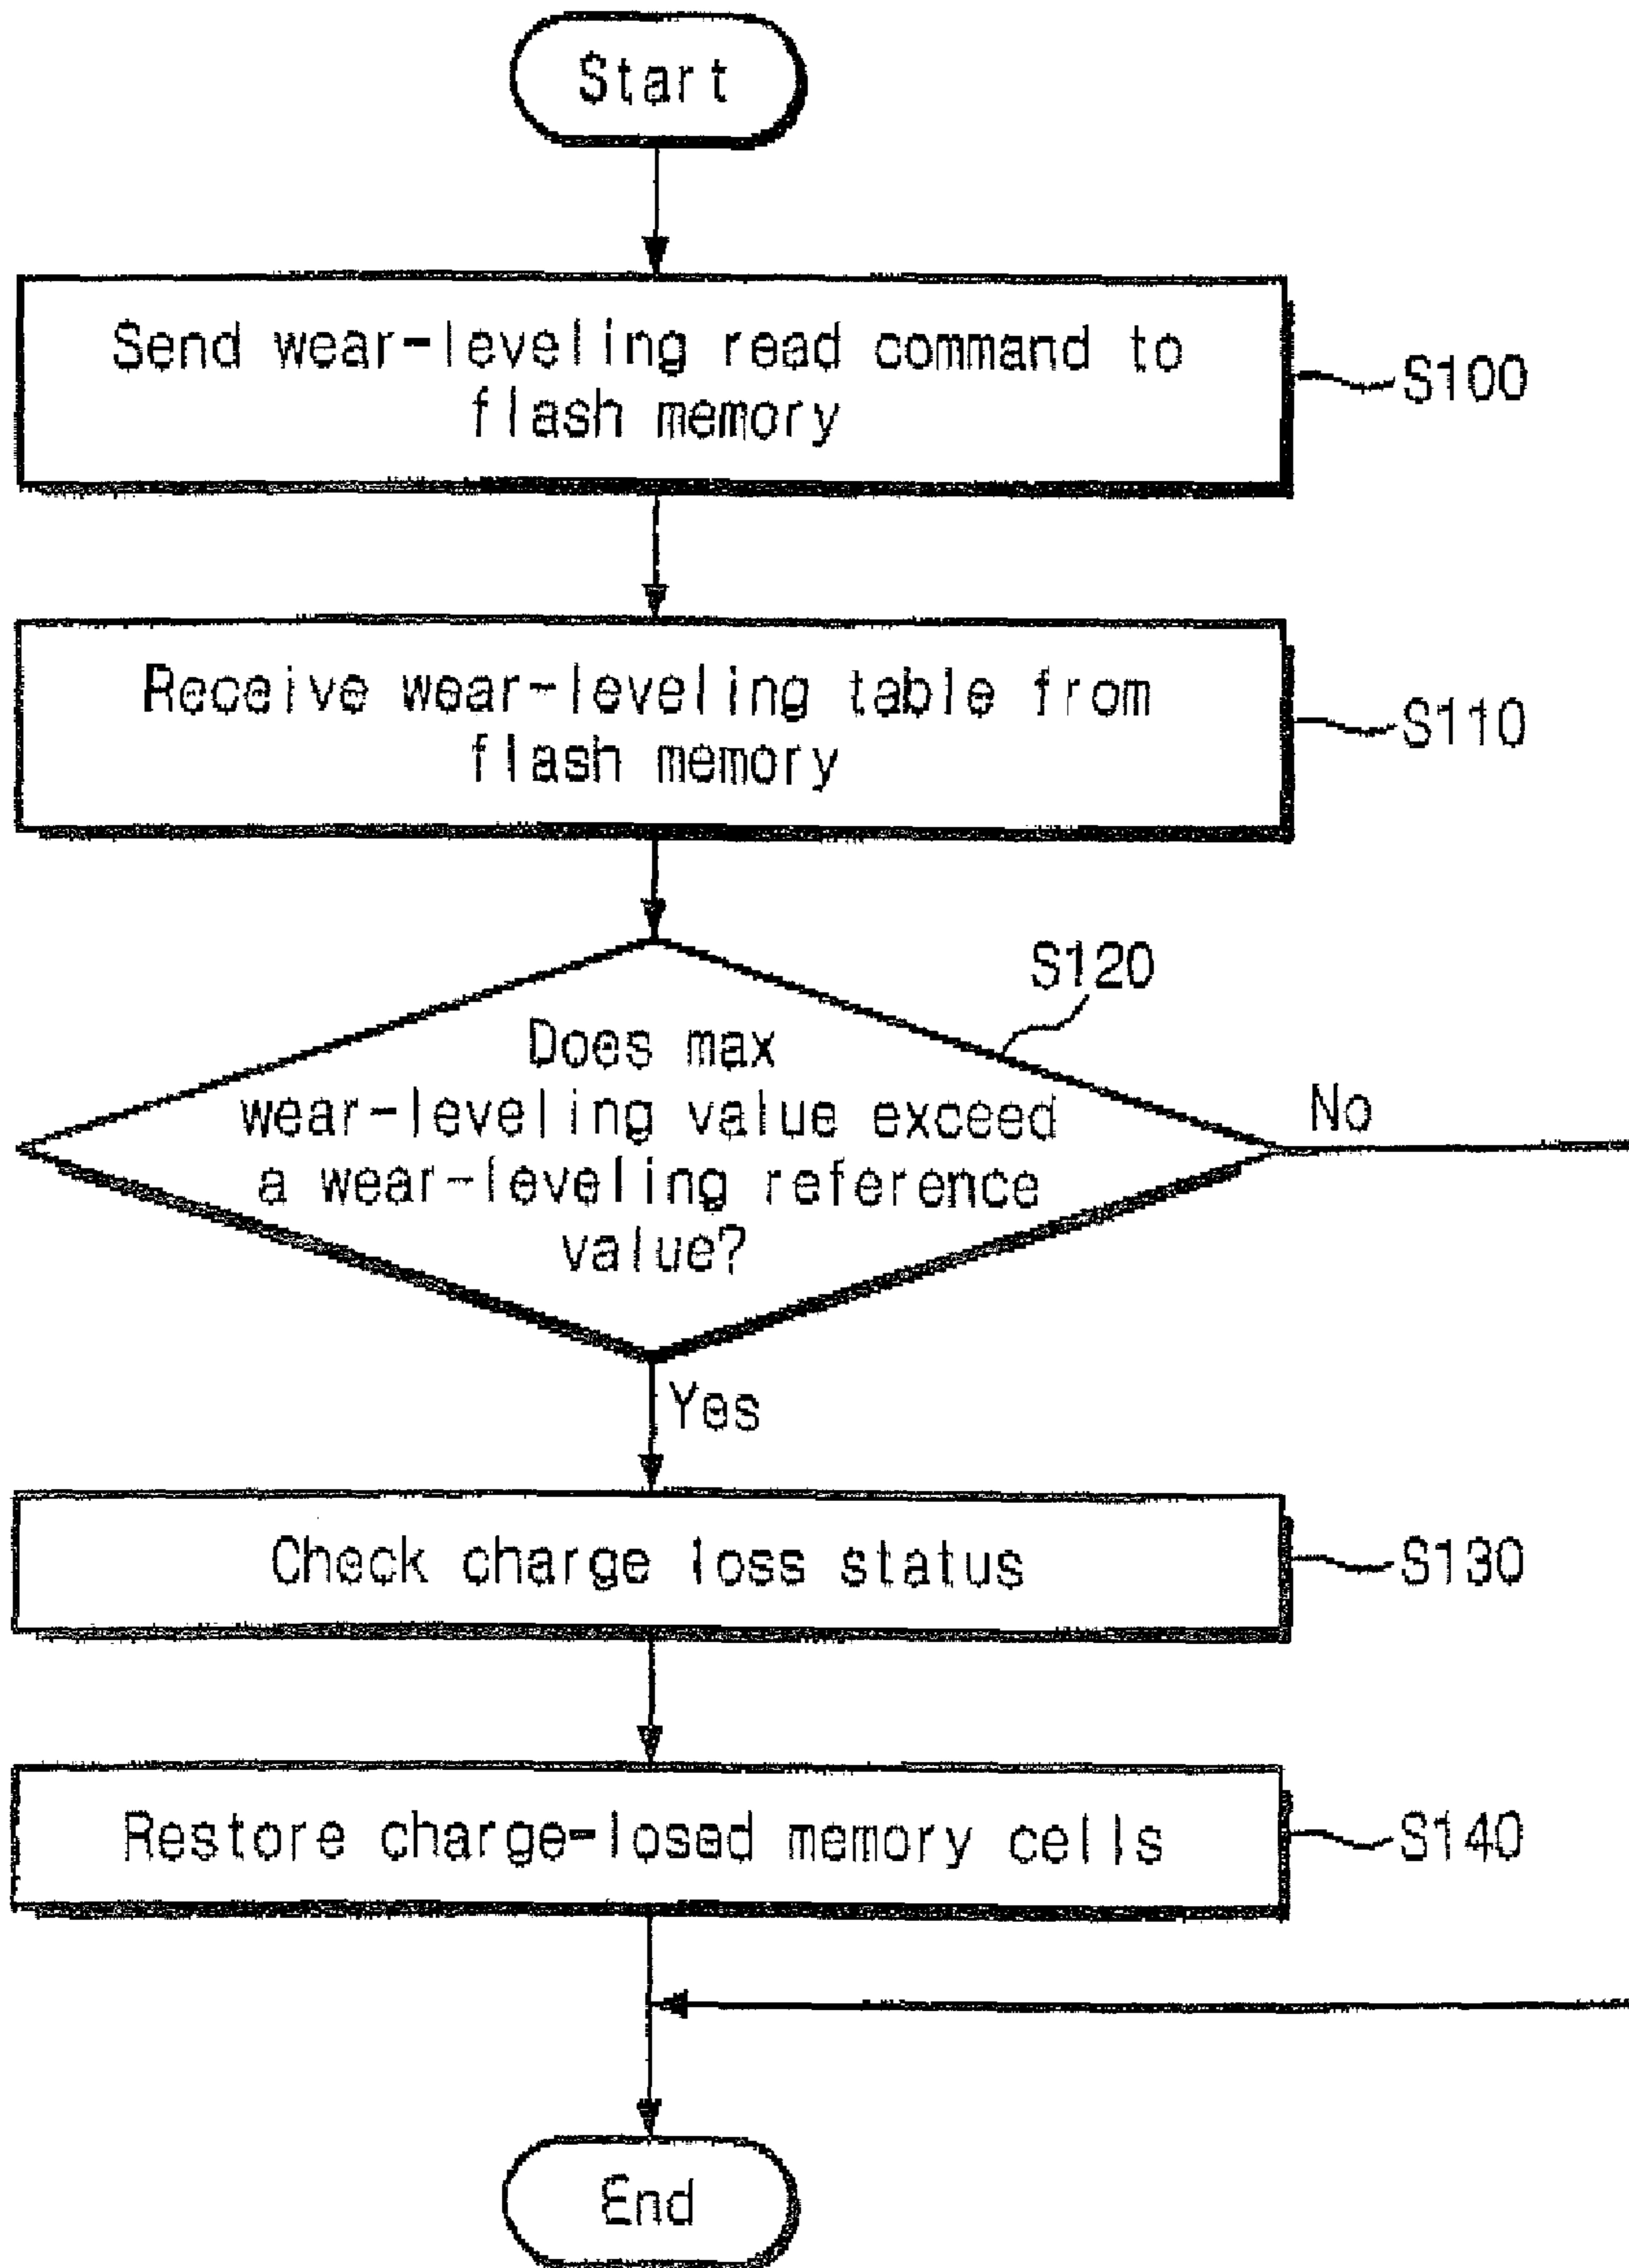 Start
Send wear-leveling read command to
flash memory
S100
Receive wear-leveling table from
flash memory
S110
S120
Does max
wear-leveling value exceed
a wear-leveling reference
value?
No
Yes
Check charge loss status
S130
Restore charge-losed memory cells
S140
End